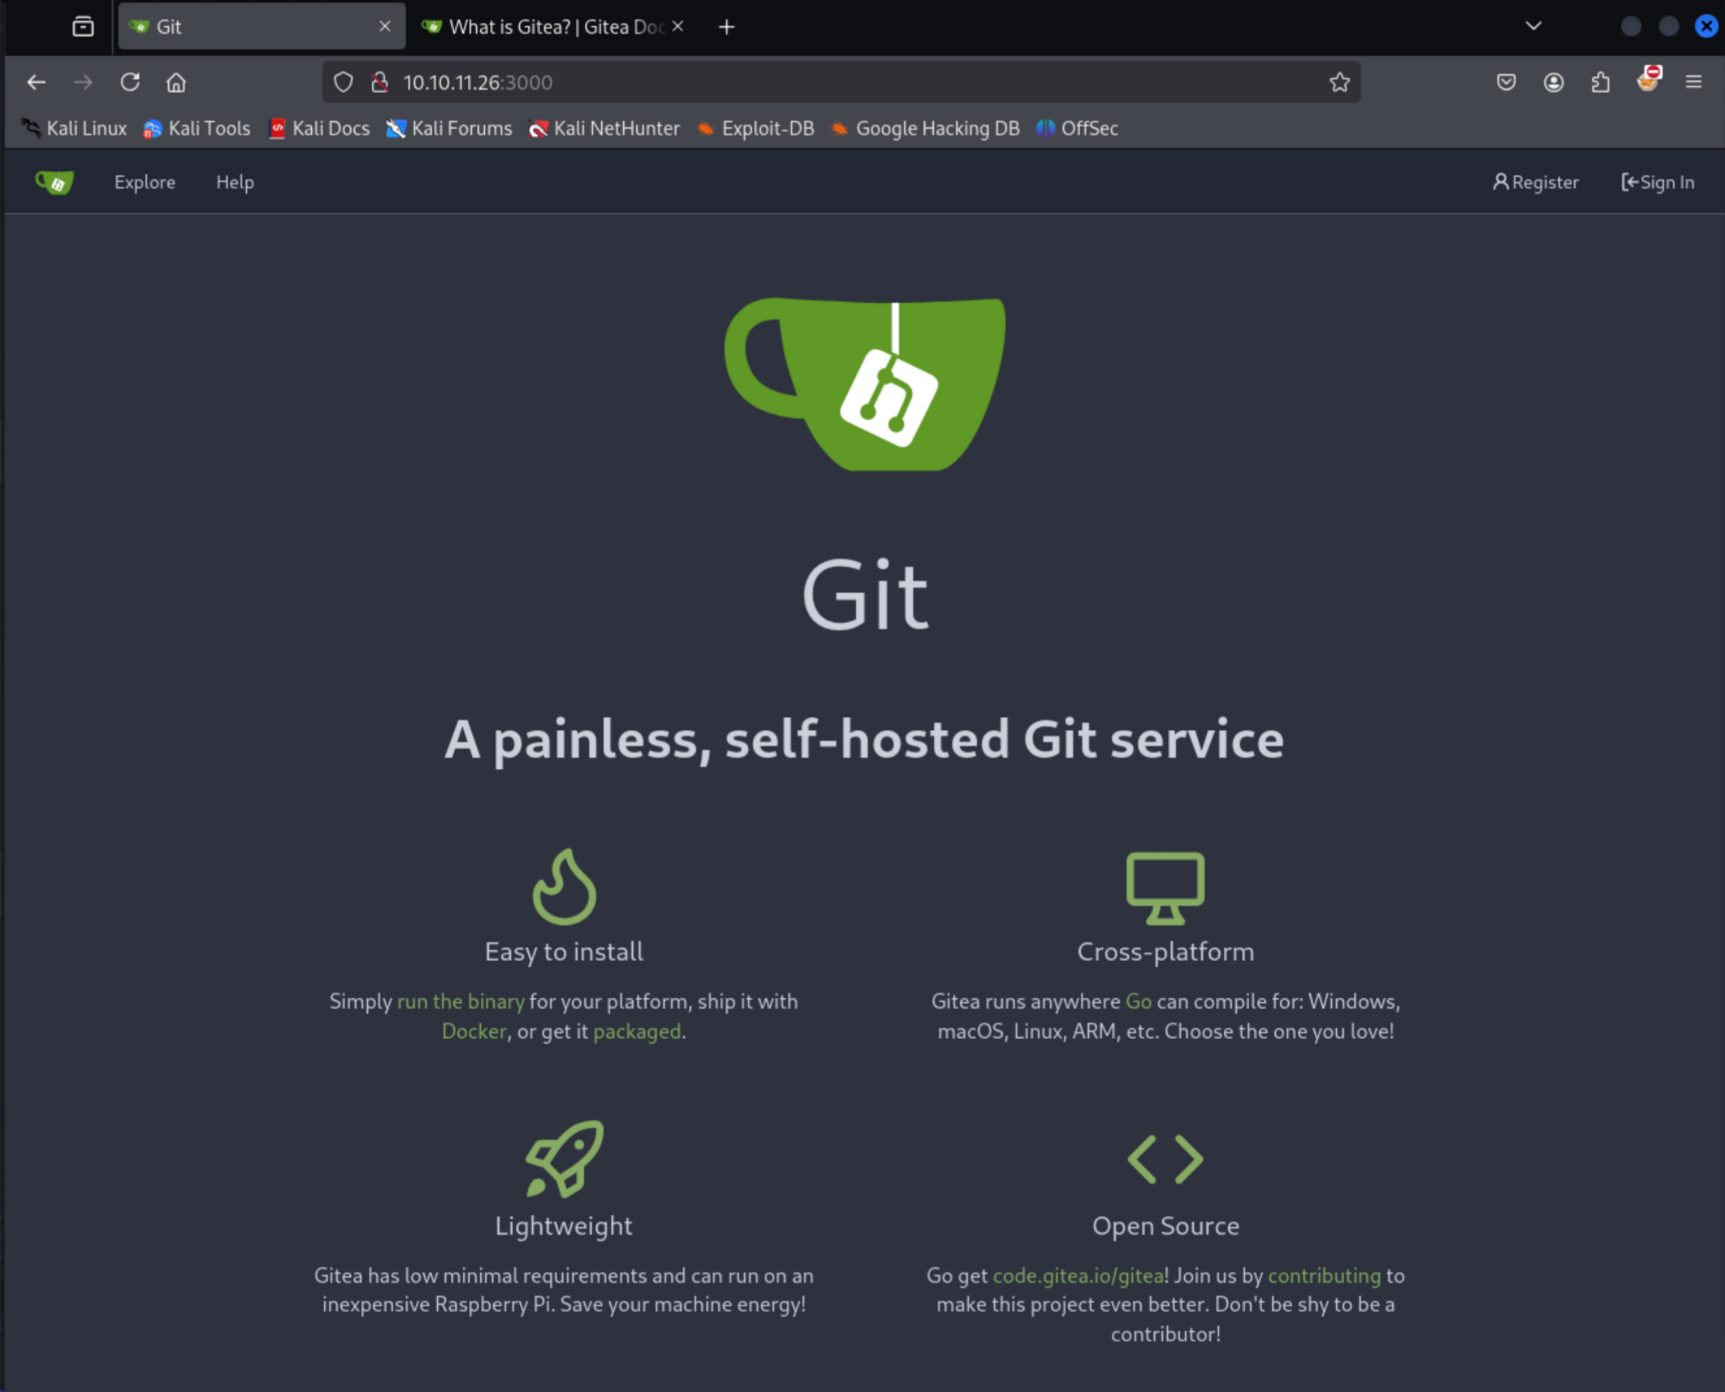 Git
What is Gitea? | Gitea Doc
10.10.11.26:3000
Kali Linux Kali Tools Kali Docs Kali Forums Kali NetHunter Exploit-DB Google Hacking DB OffSec
Explore Help Register Sign In
Git
A painless, self-hosted Git service
Easy to install
Simply run the binary for your platform, ship it with
Docker, or get it packaged.
Cross-platform
Gitea runs anywhere Go can compile for: Windows,
macOS, Linux, ARM, etc. Choose the one you love!
Lightweight
Gitea has low minimal requirements and can run on an
inexpensive Raspberry Pi. Save your machine energy!
Open Source
Go get code.gitea.io/gitea! Join us by contributing to
make this project even better. Don't be shy to be a
contributor!